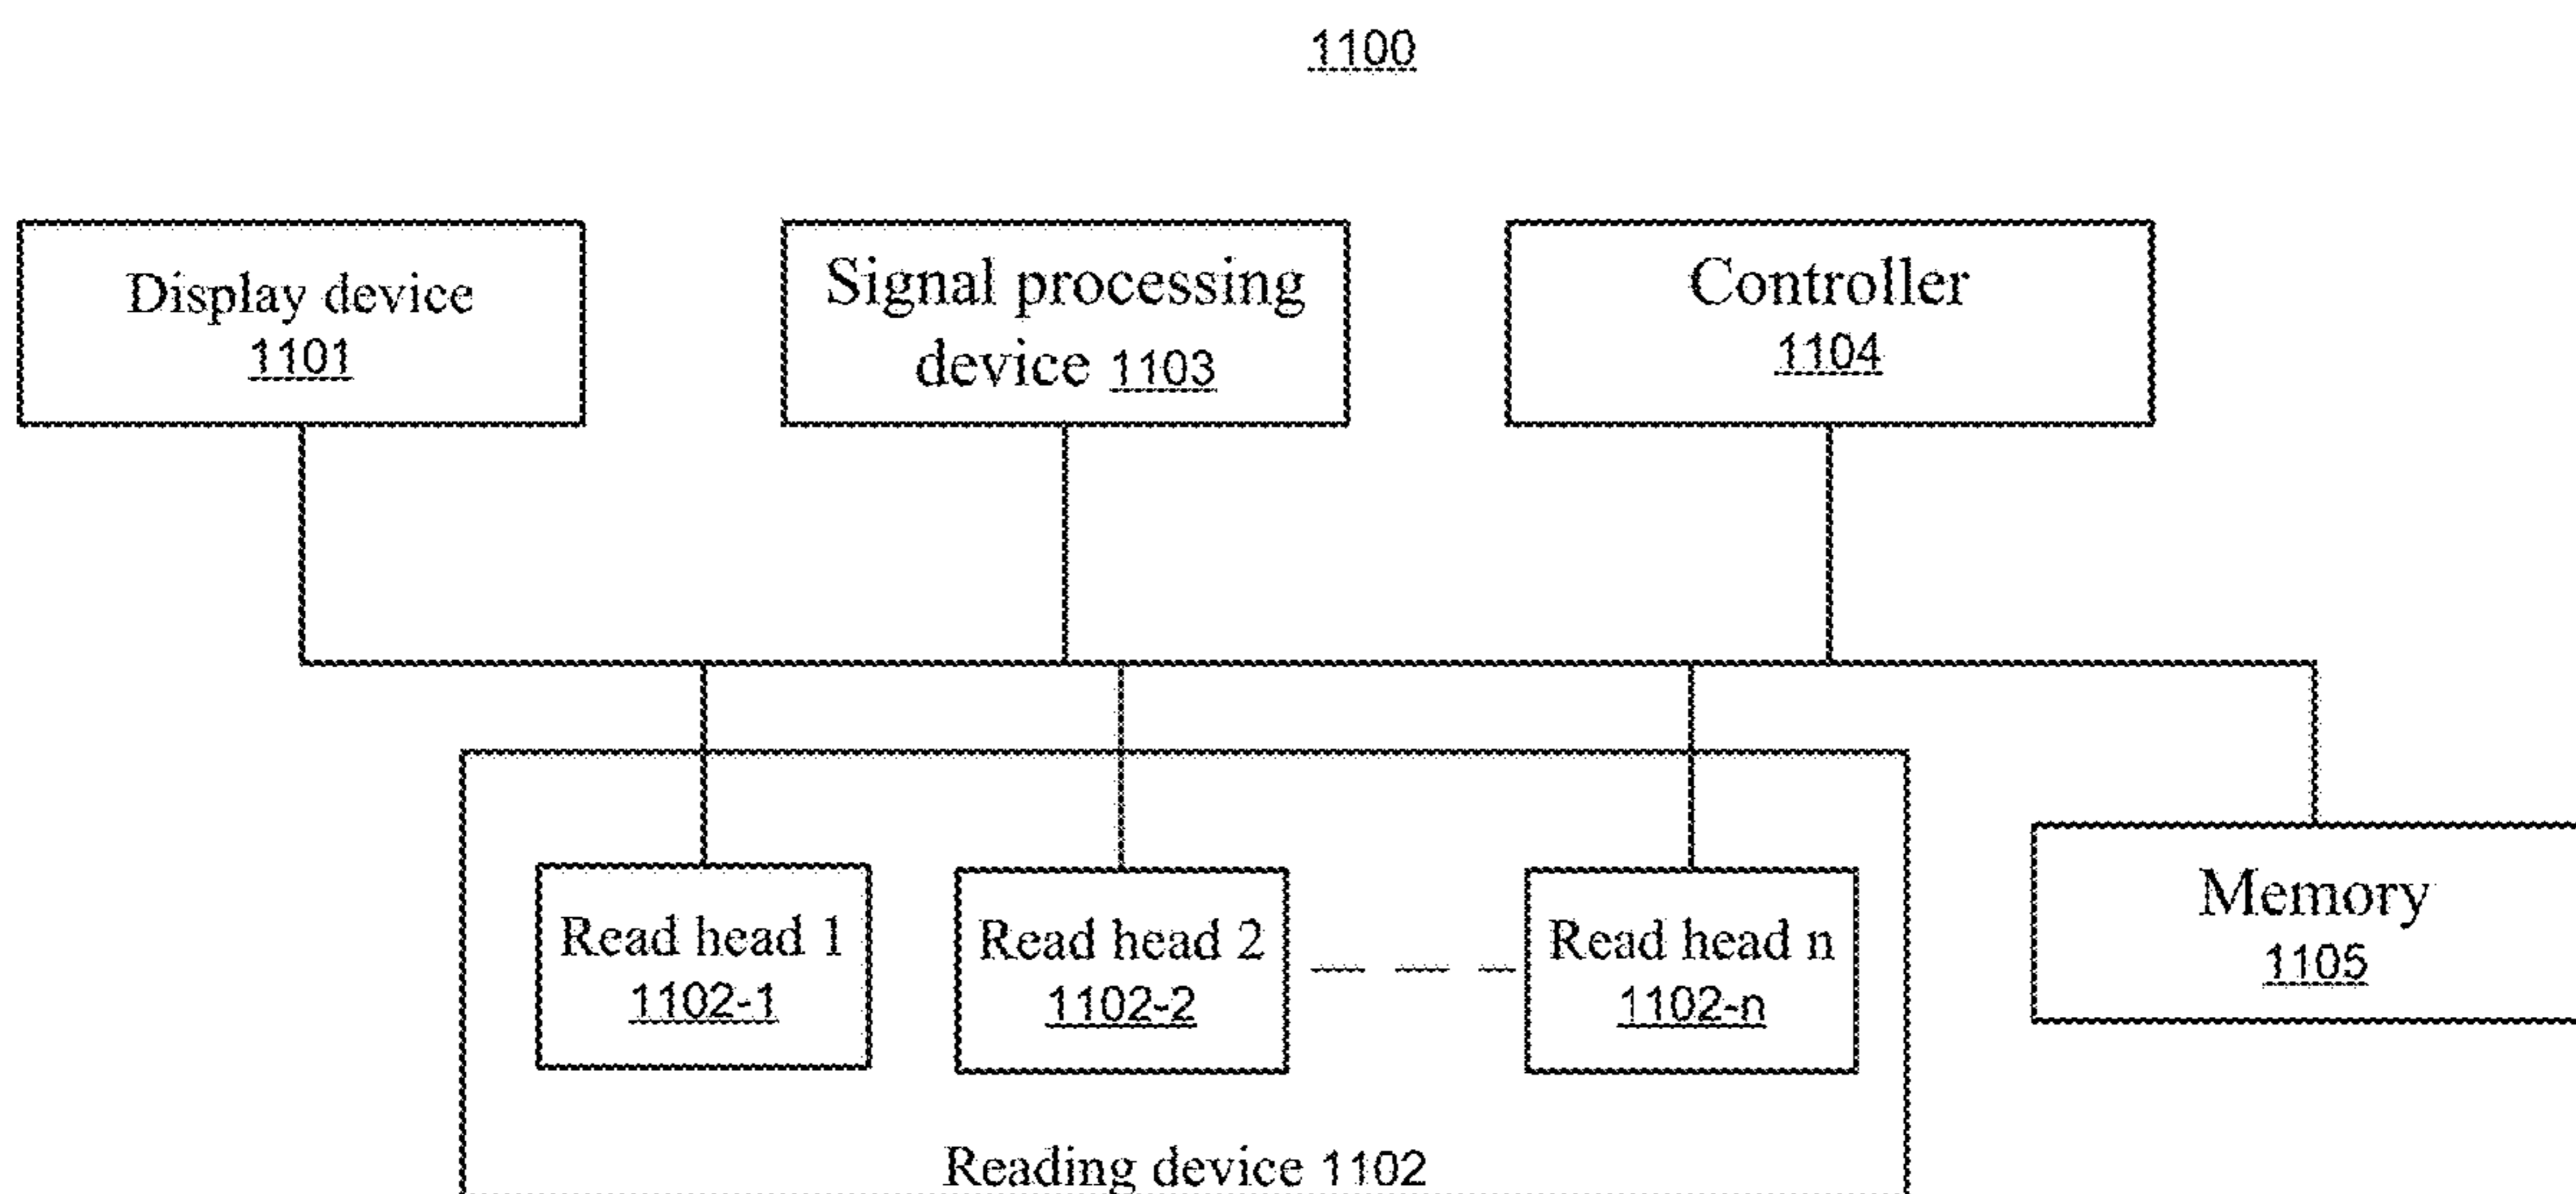 1100
Display device
1101
Signal processing
device 1103
Controller
1104
Read head 1
1102-1
Read head 2
1102-2
Read head n
1102-n
Memory
1105
Reading device 1102